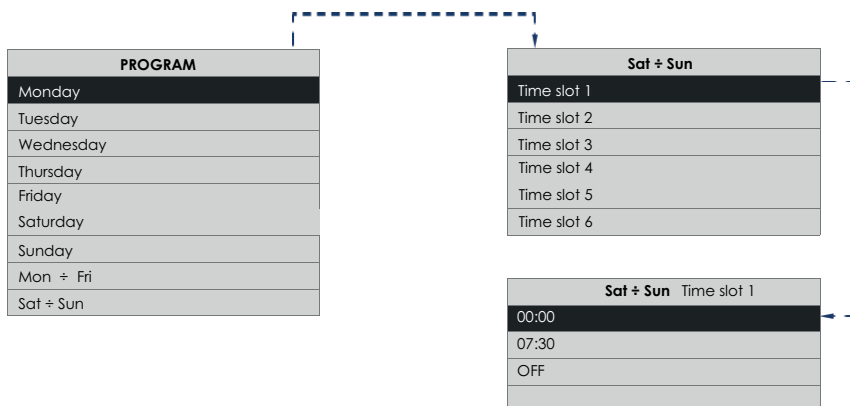 PROGRAM
Monday
Tuesday
Wednesday
Thursday
Friday
Saturday
Sunday
Mon ÷ Fri
Sat ÷ Sun
Sat ÷ Sun
Time slot 1
Time slot 2
Time slot 3
Time slot 4
Time slot 5
Time slot 6
Sat ÷ Sun Time slot 1
00:00
07:30
OFF